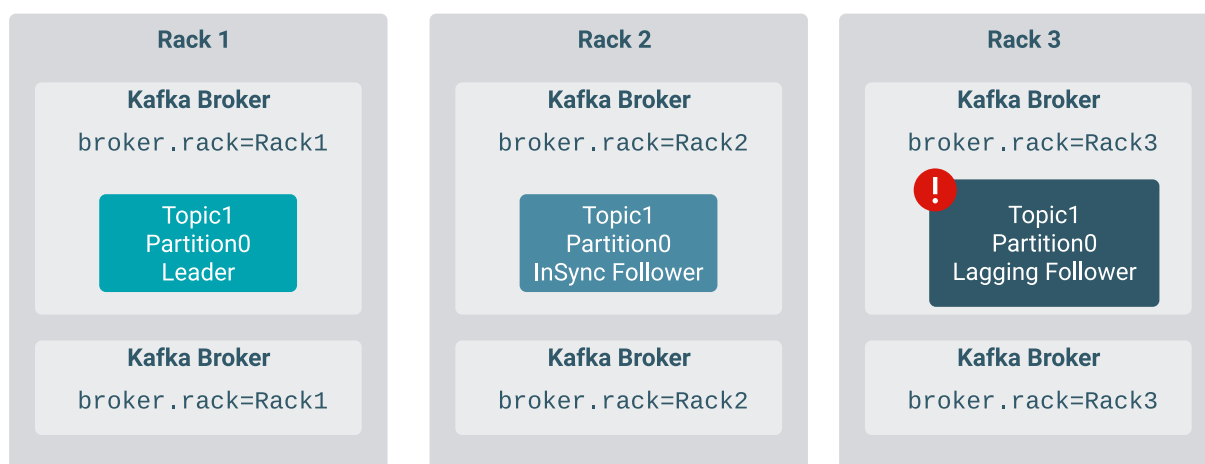 Rack 1
Kafka Broker
broker.rack=Rack1
Topic1
Partition0
Leader
Kafka Broker
broker.rack=Rack1
Rack 2
Kafka Broker
broker.rack=Rack2
Topic1
Partition0
InSync Follower
Kafka Broker
broker.rack=Rack2
Rack 3
Kafka Broker
broker.rack=Rack3
!
Topic1
Partition0
Lagging Follower
Kafka Broker
broker.rack=Rack3